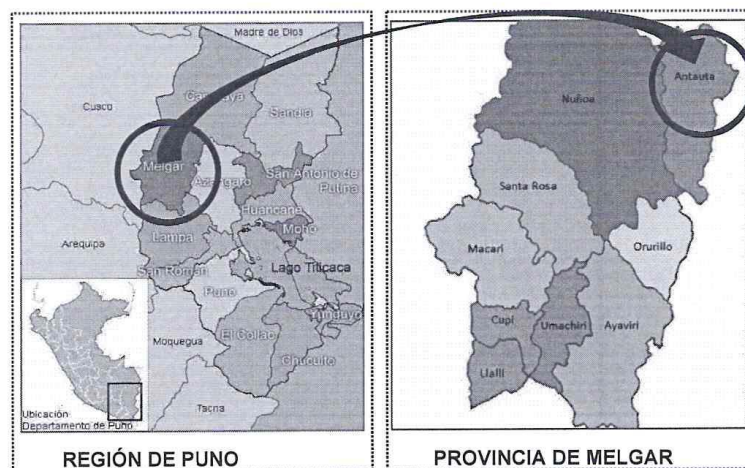 Madre de Dios
Cusco
Carabaya
Sandia
Melgar
Azángaro
San Antonio de
Putina
Huancané
Moho
Arequipa
Lampa
San Román
Lago Titicaca
Puno
Yunguyo
Moquegua
El Collao
Chucuito
Tacna
Ubicación
Departamento de Puno
REGIÓN DE PUNO
Antauta
Nuñoa
Santa Rosa
Macari
Orurillo
Cupi
Umachiri
Ayaviri
Llalli
PROVINCIA DE MELGAR